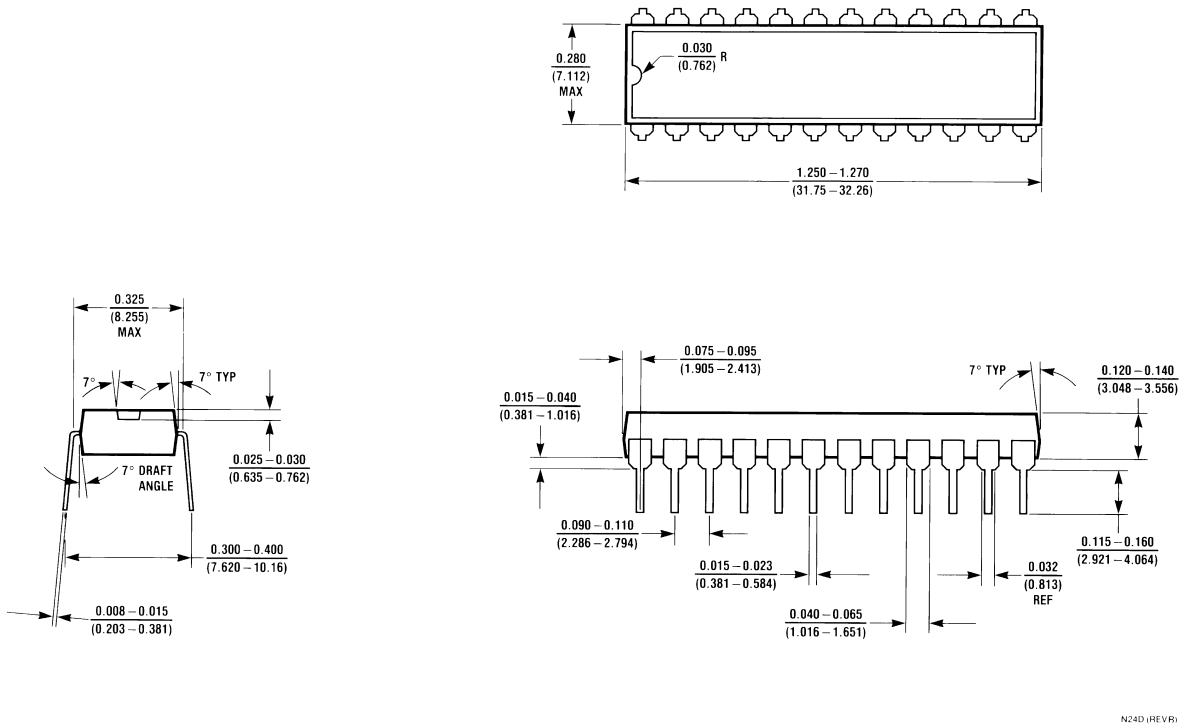 0.280
(7.112)
MAX
0.030
(0.762) R
1.250 – 1.270
(31.75 – 32.26)
0.325
(8.255)
MAX
7°
7° TYP
0.025 – 0.030
(0.635 – 0.762)
7° DRAFT
ANGLE
0.300 – 0.400
(7.620 – 10.16)
0.008 – 0.015
(0.203 – 0.381)
0.075 – 0.095
(1.905 – 2.413)
0.015 – 0.040
(0.381 – 1.016)
7° TYP
0.120 – 0.140
(3.048 – 3.556)
0.090 – 0.110
(2.286 – 2.794)
0.015 – 0.023
(0.381 – 0.584)
0.040 – 0.065
(1.016 – 1.651)
0.032
(0.813)
REF
0.115 – 0.160
(2.921 – 4.064)
N24D (REV B)